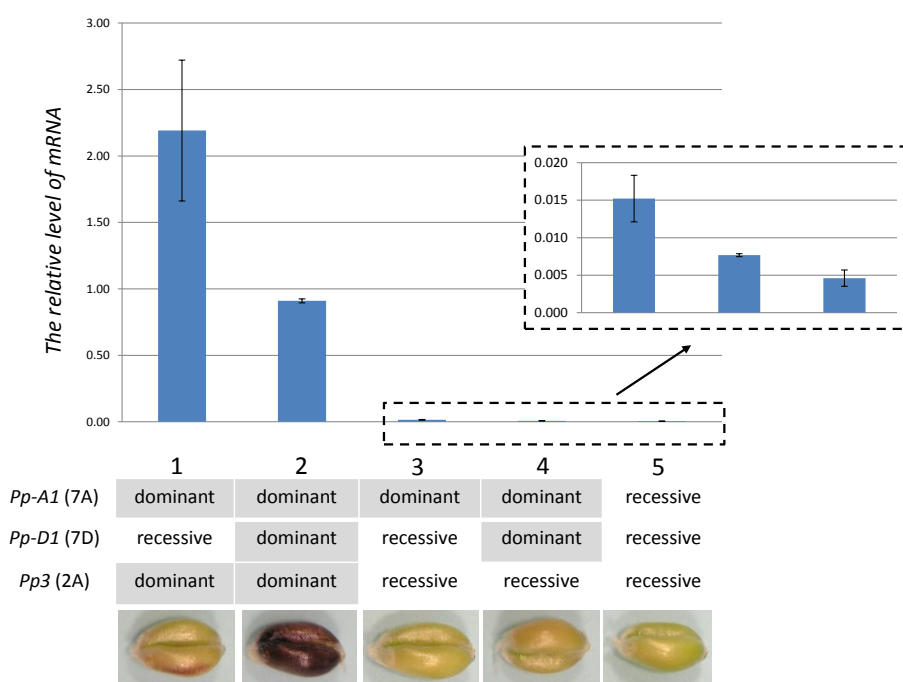 3.00
2.50
2.00
1.50
1.00
0.50
0.00
The relative level of mRNA
0.020
0.015
0.010
0.005
0.000
1 2 3 4 5
Pp-A1 (7A) dominant dominant dominant dominant recessive
Pp-D1 (7D) recessive dominant recessive dominant recessive
Pp3 (2A) dominant dominant recessive recessive recessive